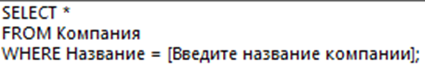 SELECT *
FROM Компания
WHERE Название = [Введите название компании];